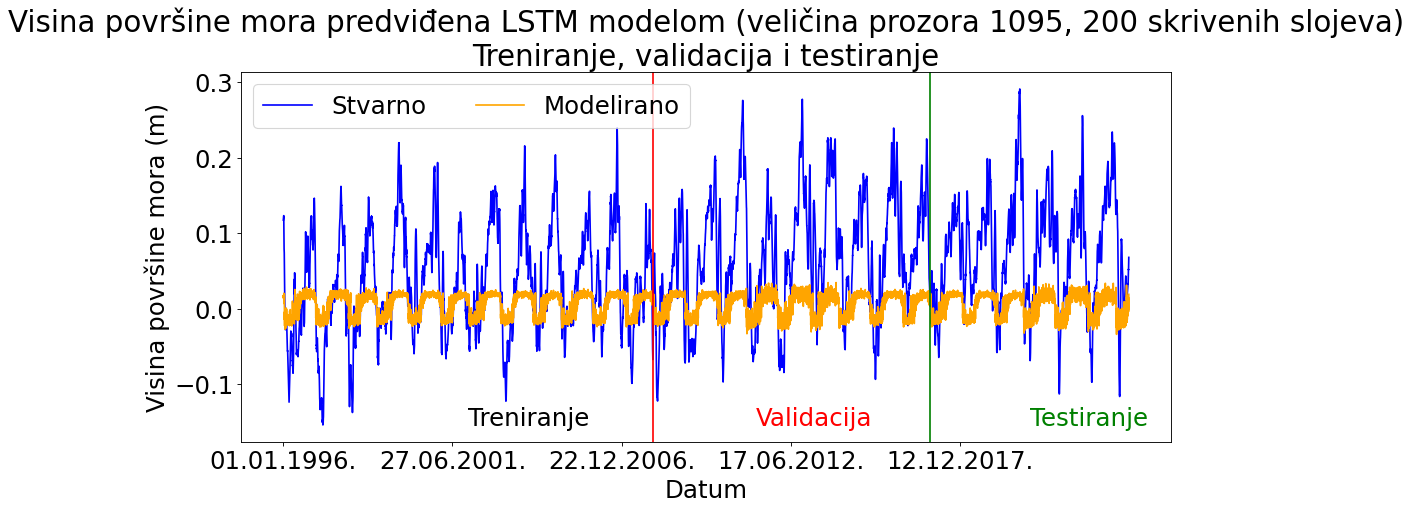 Visina površine mora predviđena LSTM modelom (veličina prozora 1095, 200 skrivenih slojeva)
Treniranje, validacija i testiranje
Stvarno
Modelirano
Visina površine mora (m)
0.3
0.2
0.1
0.0
−0.1
Treniranje
Validacija
Testiranje
01.01.1996.
27.06.2001.
22.12.2006.
17.06.2012.
12.12.2017.
Datum